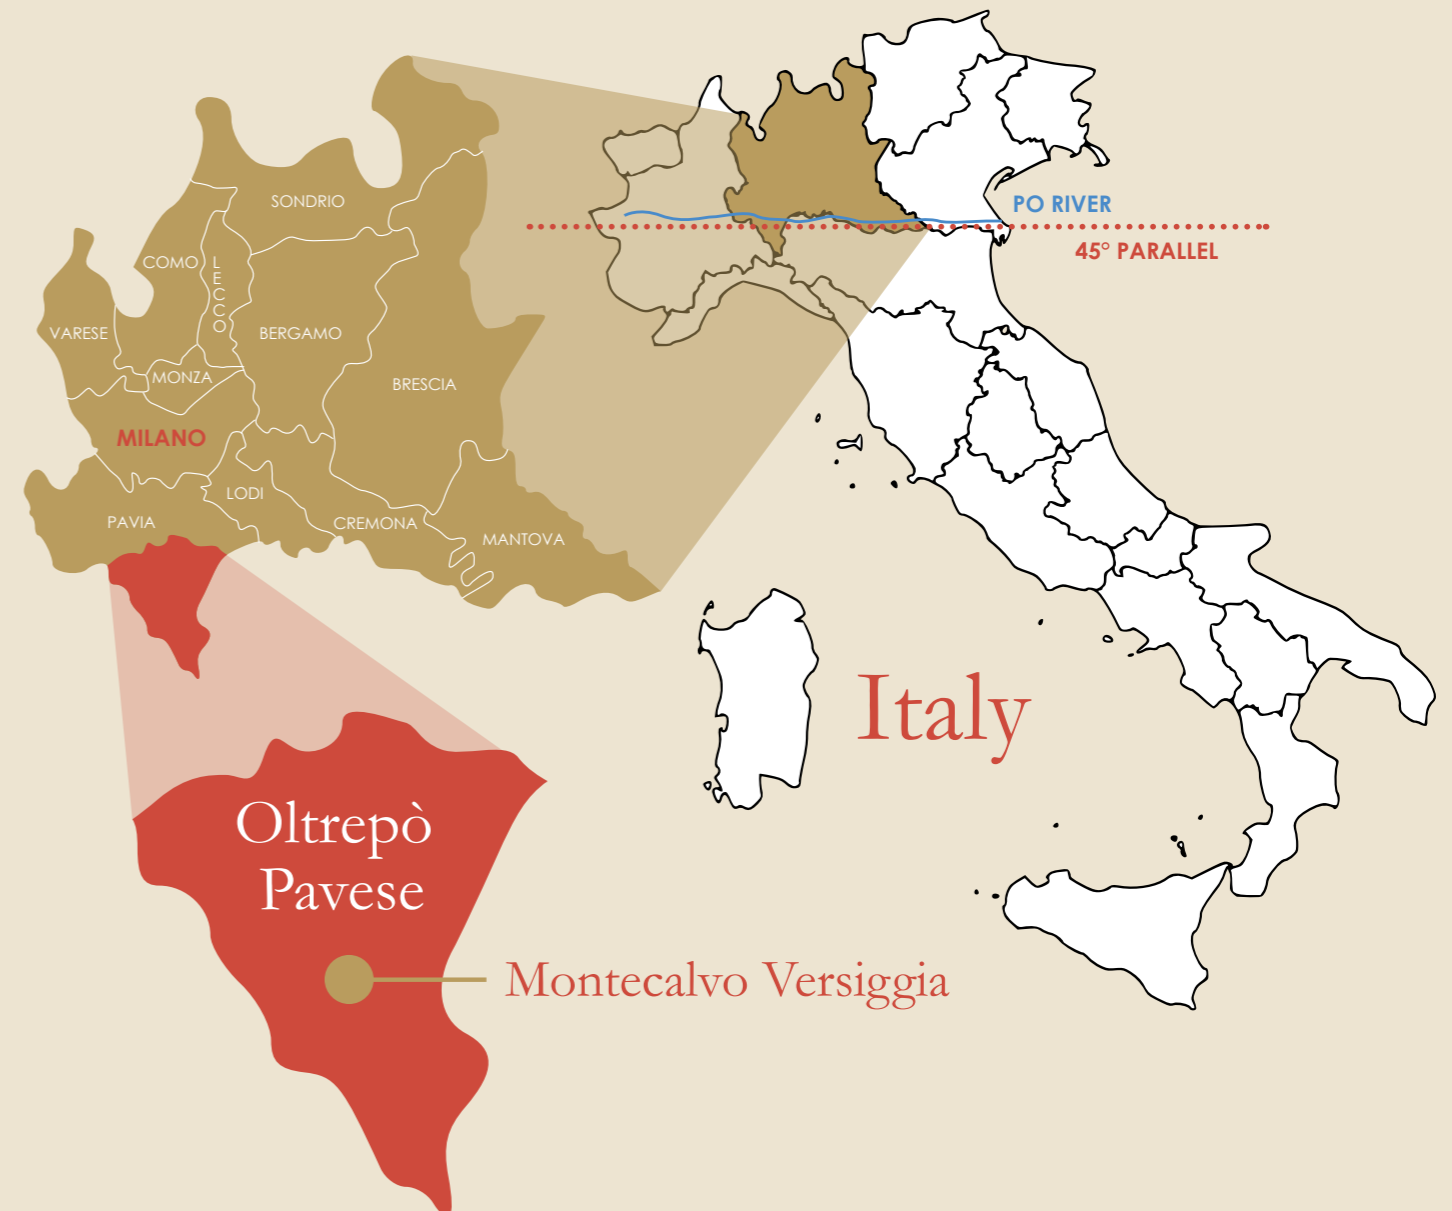 PO RIVER
45° PARALLEL
SONDRIO
COMO
LECCO
VARESE
BERGAMO
MONZA
BRESCIA
MILANO
LODI
PAVIA
CREMONA
MANTOVA
Italy
Oltrepò
Pavese
Montecalvo Versiggia